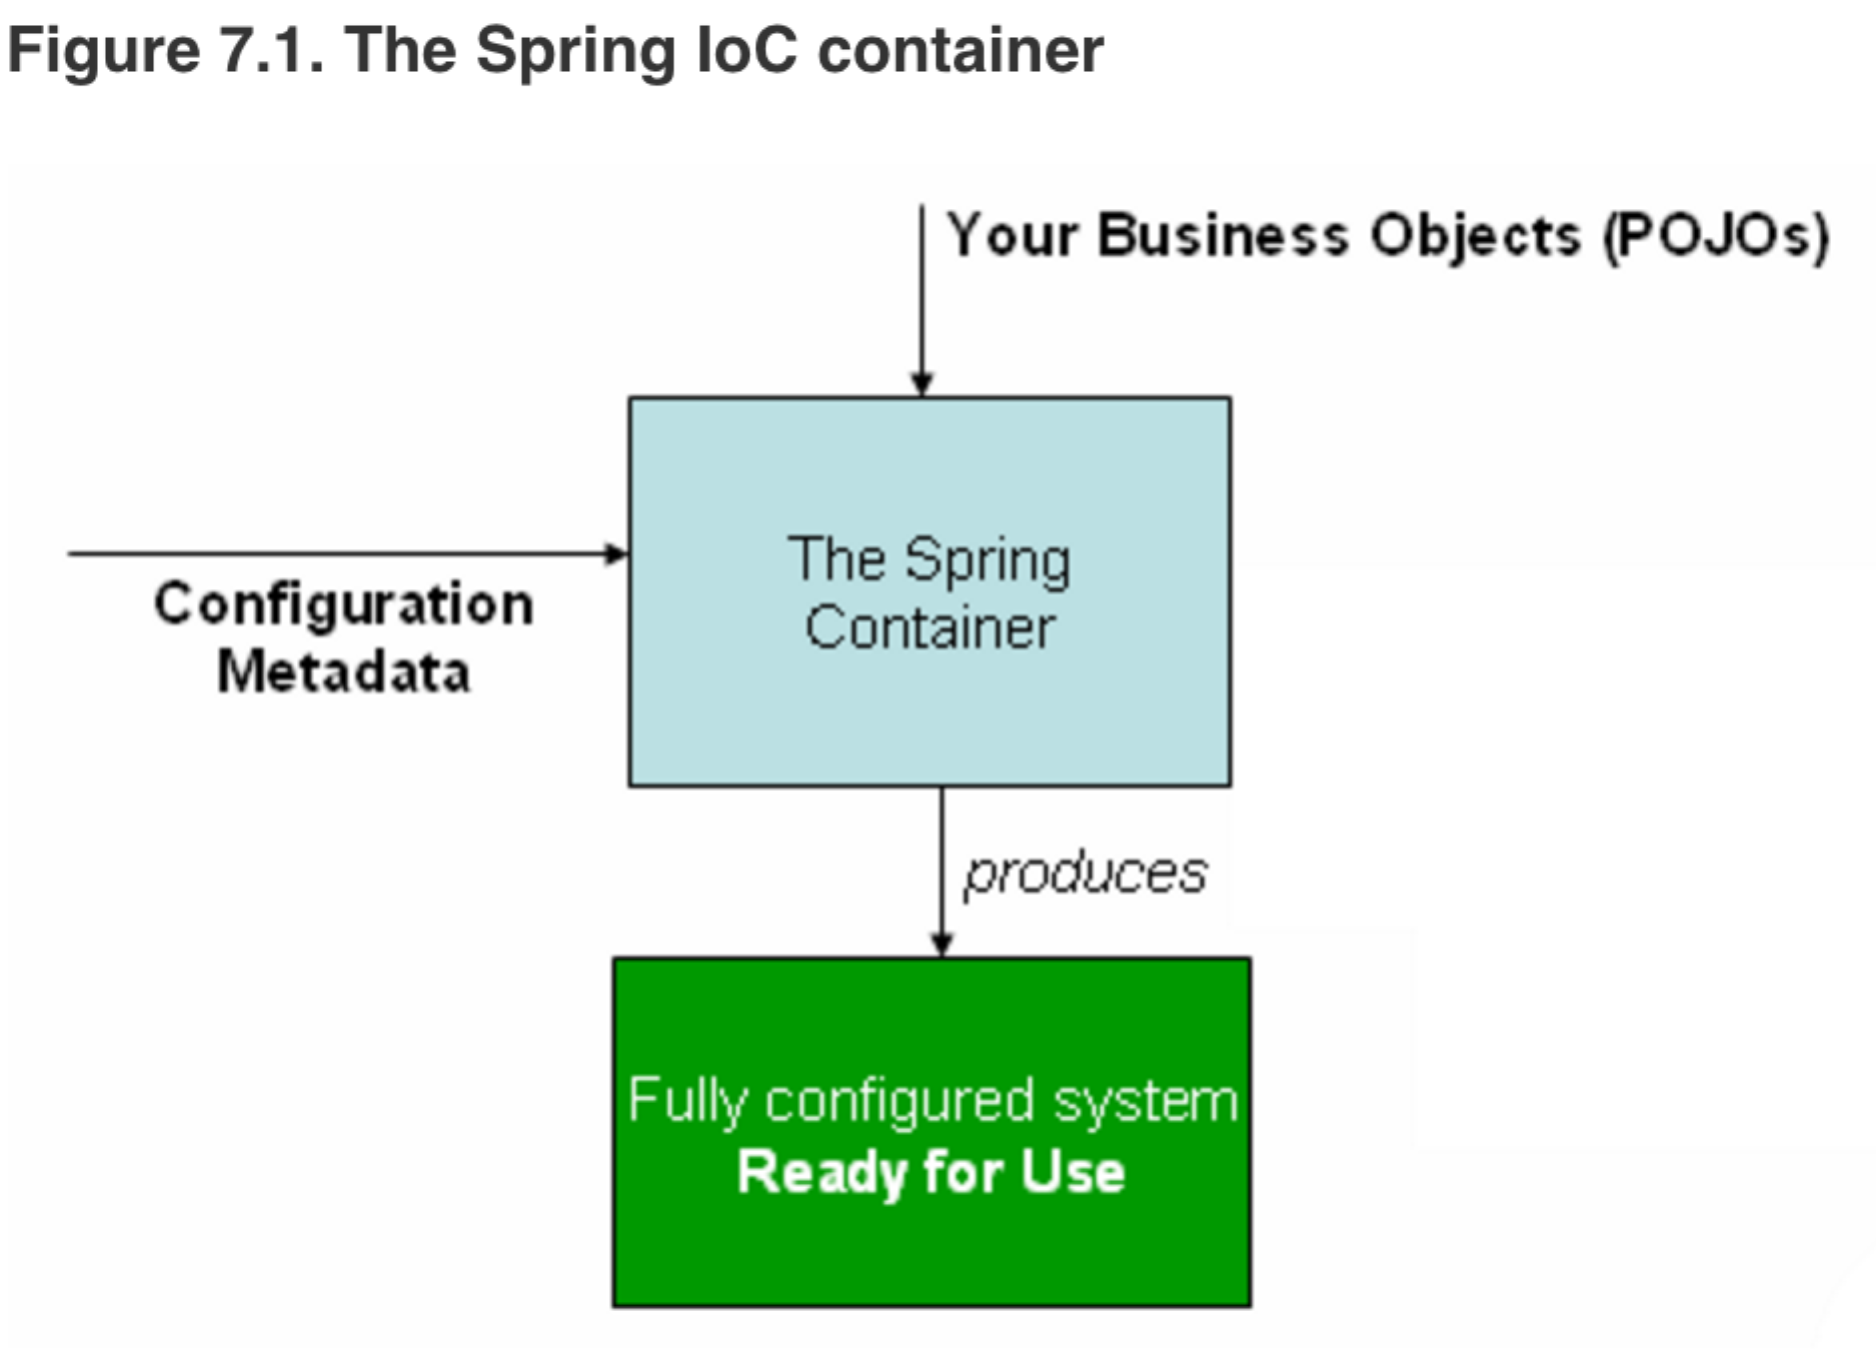 Figure 7.1. The Spring IoC container
Your Business Objects (POJOs)
The Spring
Container
Configuration
Metadata
produces
Fully configured system
Ready for Use